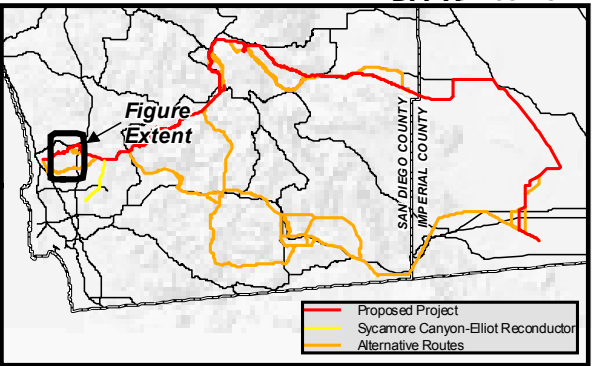 Figure
Extent
SAN DIEGO COUNTY
IMPERIAL COUNTY
Proposed Project
Sycamore Canyon-Elliot Reconductor
Alternative Routes